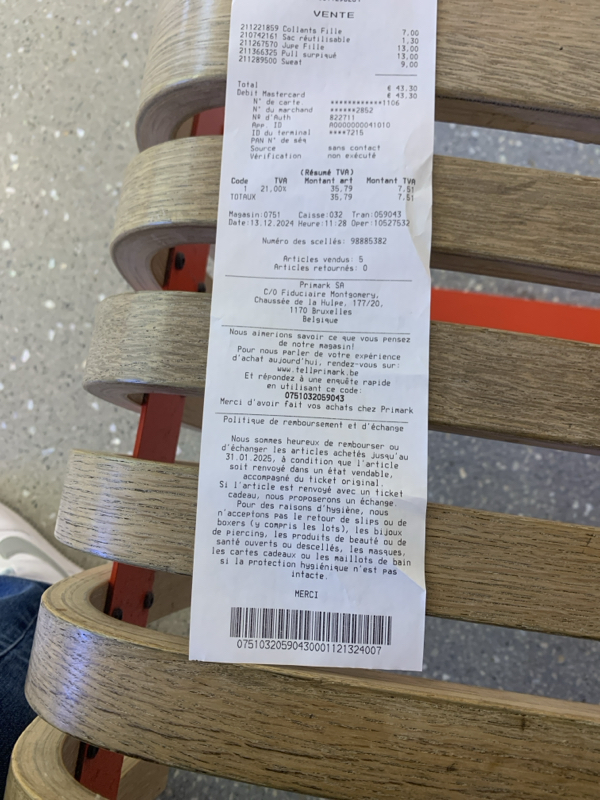 VENTE
211221859 Collants Fille 7,00
210742161 Sac réutilisable 1,30
211267570 Jupe Fille 13,00
211366325 Pull surpiqué 13,00
211289500 Sweat 9,00
Total € 43,30
Debit Mastercard € 43,30
N° de carte ************1106
N° du marchand ******2852
Nº d'Auth 822711
App. ID A0000000041010
ID du terminal ****7215
PAN N° de séq
Source sans contact
Vérification non exécuté
(Résumé TVA)
Code TVA Montant art Montant TVA
1 21,00% 35,79 7,51
TOTAUX 35,79 7,51
Magasin:0751 Caisse:032 Tran:059043
Date:13.12.2024 Heure:11:28 Oper:10527532
Numéro des scellés: 98885382
Articles vendus: 5
Articles retournés: 0
Primark SA
C/O Fiduciaire Montgomery,
Chaussée de la Hulpe, 177/20,
1170 Bruxelles
Belgique
Nous aimerions savoir ce que vous pensez
de notre magasin!
Pour nous parler de votre expérience
d'achat aujourd'hui, rendez-vous sur:
www.tellprimark.be
Et répondez à une enquête rapide
en utilisant ce code:
0751032059043
Merci d'avoir fait vos achats chez Primark
Politique de remboursement et d'échange
Nous sommes heureux de rembourser ou
d'échanger les articles achetés jusqu'au
31.01.2025, à condition que l'article
soit renvoyé dans un état vendable,
accompagné du ticket original.
Si l'article est renvoyé avec un ticket
cadeau, nous proposerons un échange.
Pour des raisons d'hygiène, nous
n'acceptons pas le retour de slips ou de
boxers (y compris les lots), les bijoux
de piercing, les produits de beauté ou de
santé ouverts ou descellés, les masques,
les cartes cadeaux ou les maillots de bain
si la protection hygiénique n'est pas
intacte.
MERCI
07510320590430001121324007